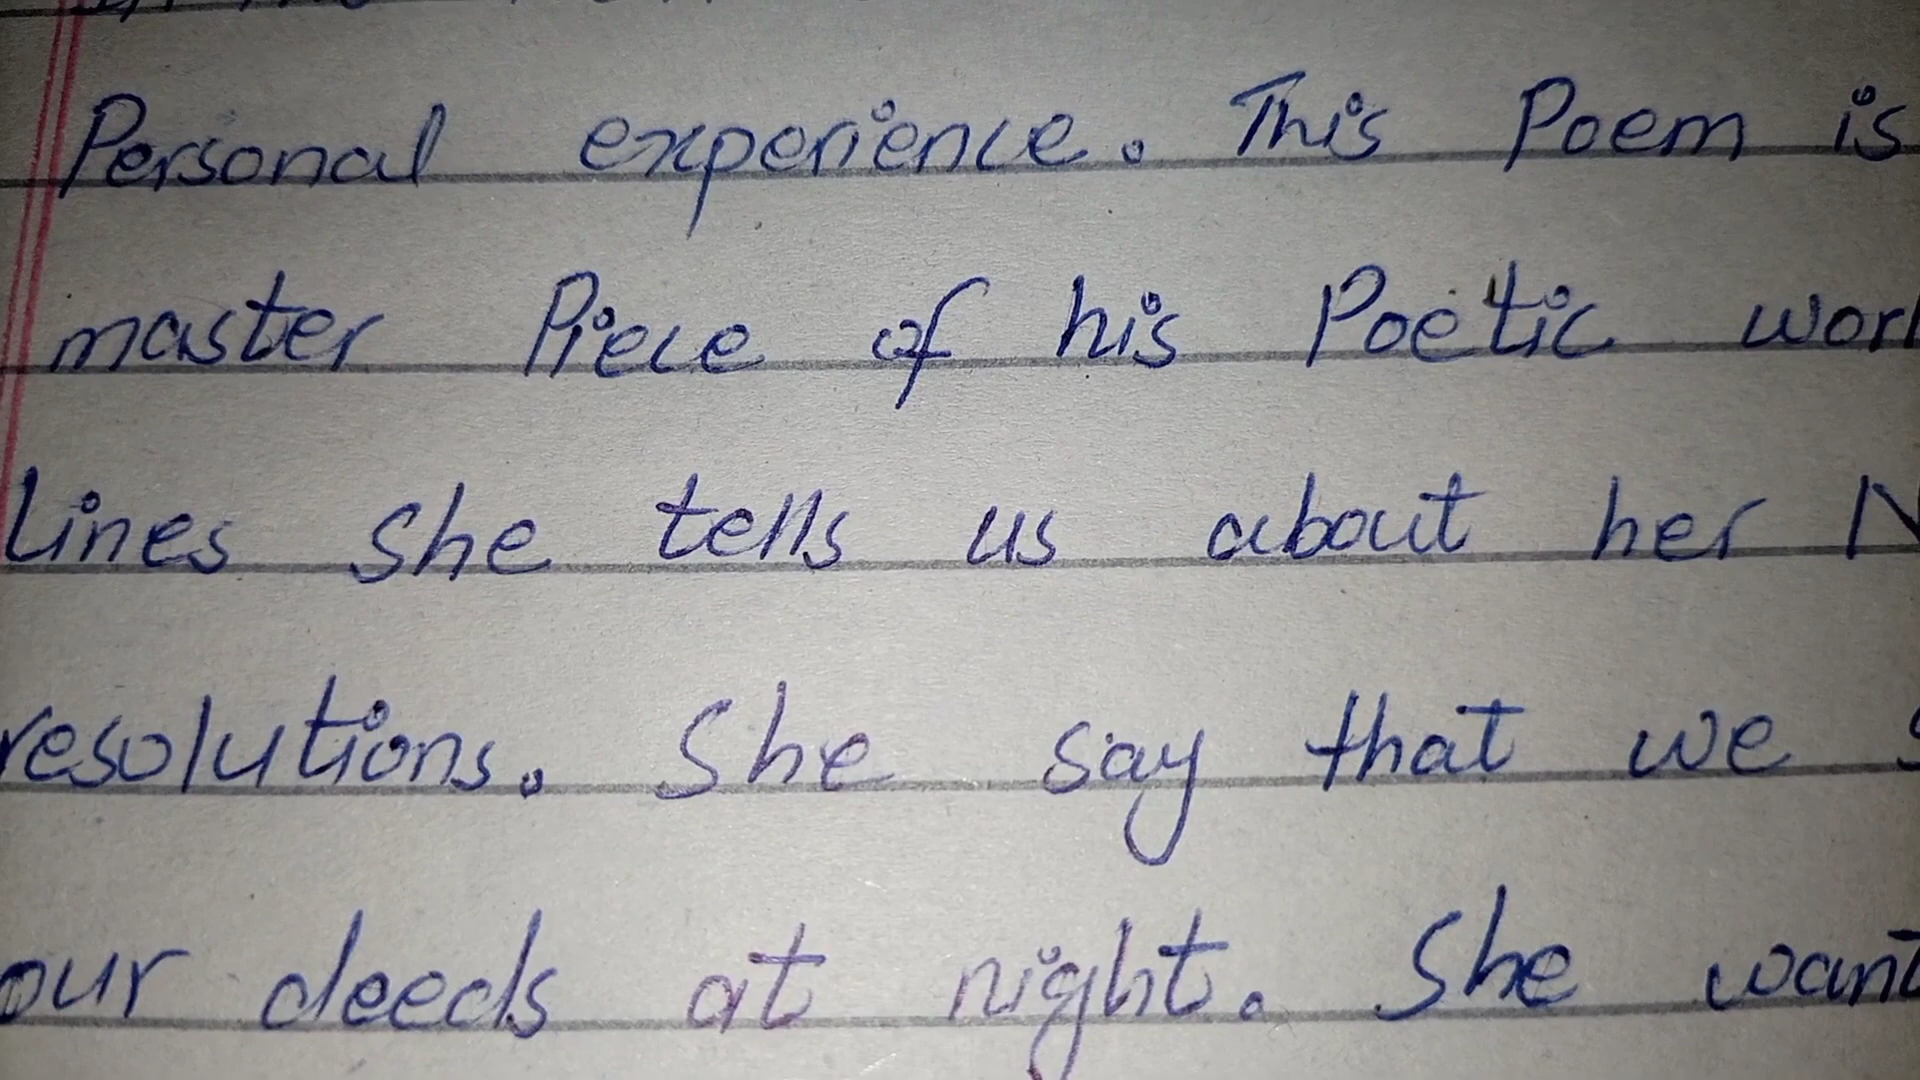 Personal experience. This Poem is
master Piece of his Poetic
lines she tells us about her
resolutions. She say that we
our deeds at night. She want